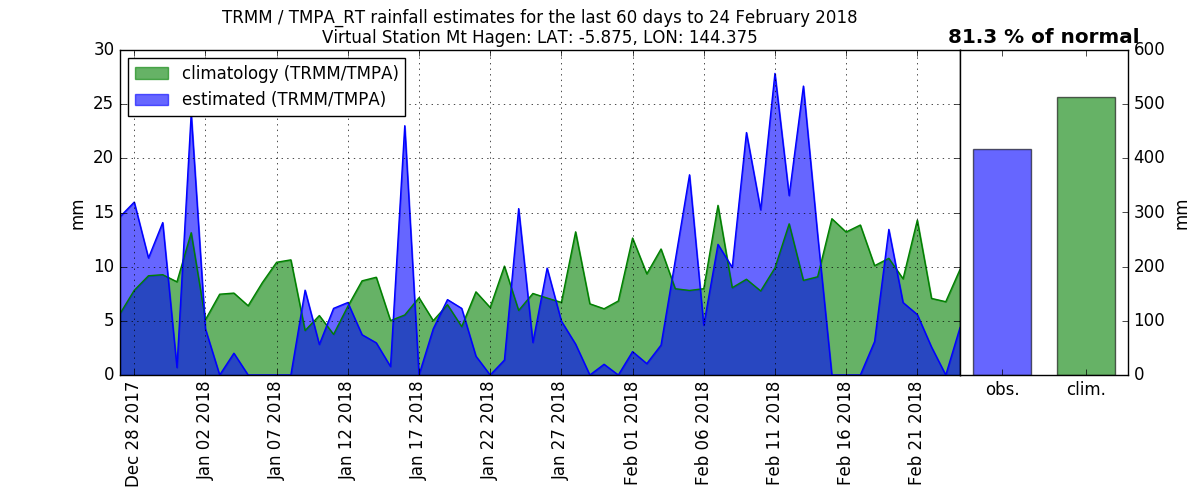 TRMM / TMPA_RT rainfall estimates for the last 60 days to 24 February 2018
Virtual Station Mt Hagen: LAT: -5.875, LON: 144.375
81.3 % of normal
climatology (TRMM/TMPA)
estimated (TRMM/TMPA)
30
25
20
15
10
5
0
mm
Dec 28 2017
Jan 02 2018
Jan 07 2018
Jan 12 2018
Jan 17 2018
Jan 22 2018
Jan 27 2018
Feb 01 2018
Feb 06 2018
Feb 11 2018
Feb 16 2018
Feb 21 2018
obs.
clim.
600
500
400
300
200
100
0
mm